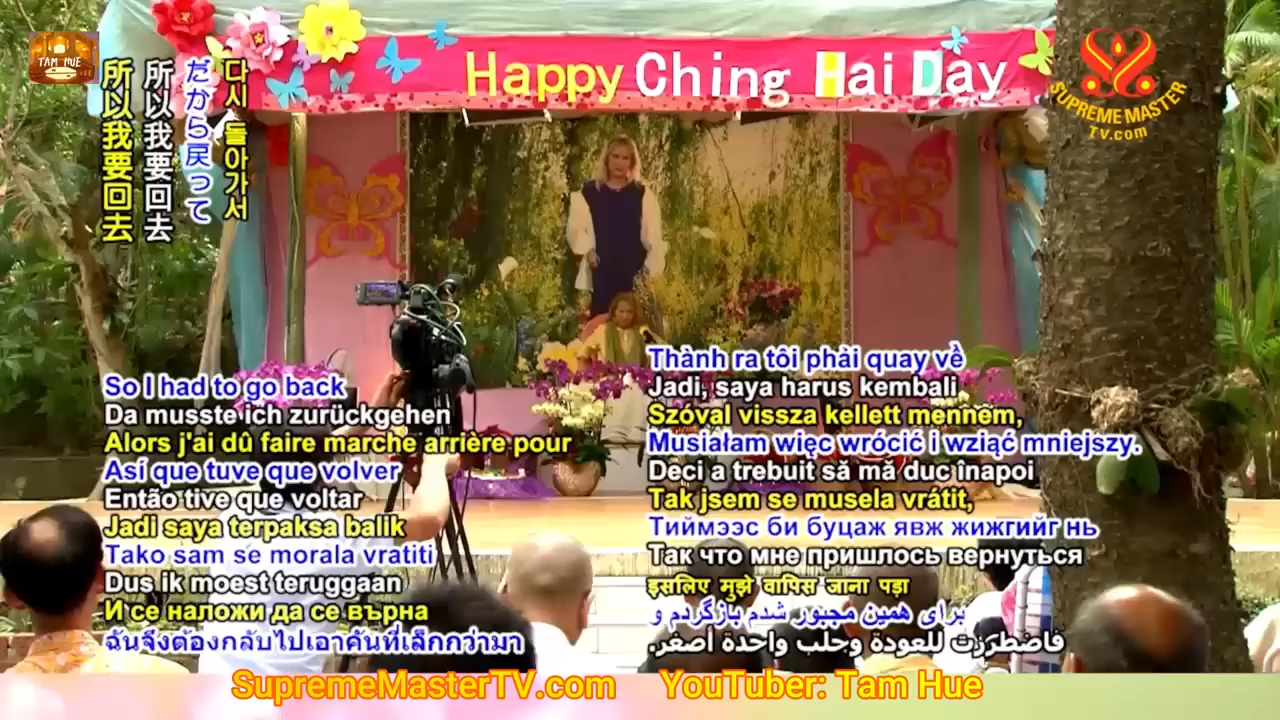 TAM HUE
Happy Ching Hai Day
SUPREME MASTER
TV.com
다시 돌아가서
だから戻って
所以我要回去
所以我要回去
So I had to go back
Da musste ich zurückgehen
Alors j'ai dû faire marche arrière pour
Así que tuve que volver
Então tive que voltar
Jadi saya terpaksa balik
Tako sam se morala vratiti
Dus ik moest teruggaan
И се наложи да се върна
ฉันจึงต้องกลับไปเอาคันที่เล็กกว่ามา
Thành ra tôi phải quay về
Jadi, saya harus kembali
Szóval vissza kellett mennem,
Musiałam więc wrócić i wziąć mniejszy.
Deci a trebuit să mă duc înapoi
Tak jsem se musela vrátit,
Тиймээс би буцаж явж жижгийг нь
Так что мне пришлось вернуться
इसलिए मुझे वापिस जाना पड़ा
برای همین مجبور شدم بازگردم و
فاضطررت للعودة وجلب واحدة أصغر.
SupremeMasterTV.com YouTuber: Tam Hue